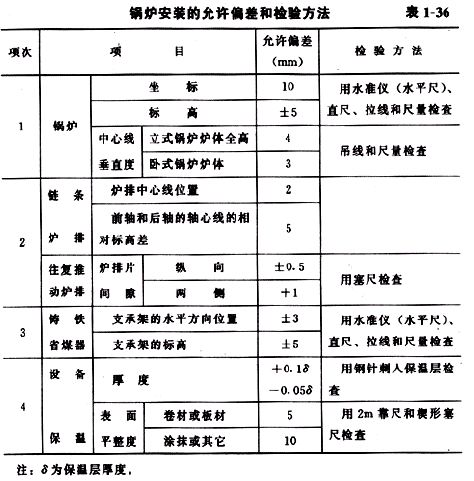 锅炉安装的允许偏差和检验方法 表1-36
项次 项 目 允许偏差(mm) 检验方法
1 锅炉 坐标 10 用水准仪(水平尺)、
标高 ±5 直尺、拉线和尺量检查
中心线 立式锅炉炉体全高 4 吊线和尺量检查
垂直度 卧式锅炉炉体 3
2 链条 炉排中心线位置 2
炉排 前轴和后轴的轴心线的相
对标高差 5
往复推 炉排片 纵向 ±0.5 用塞尺检查
动炉排 间隙 两侧 +1
3 铸铁 支承架的水平方向位置 ±3 用水准仪(水平尺)、
省煤器 支承架的标高 ±5 直尺、拉线和尺量检查
4 设备 厚度 +0.1δ 用钢针刺人保温层检
-0.05δ 查
保温 表面 卷材或板材 5 用2m靠尺和楔形塞
平整度 涂抹或其它 10 尺检查
注：δ为保温层厚度．